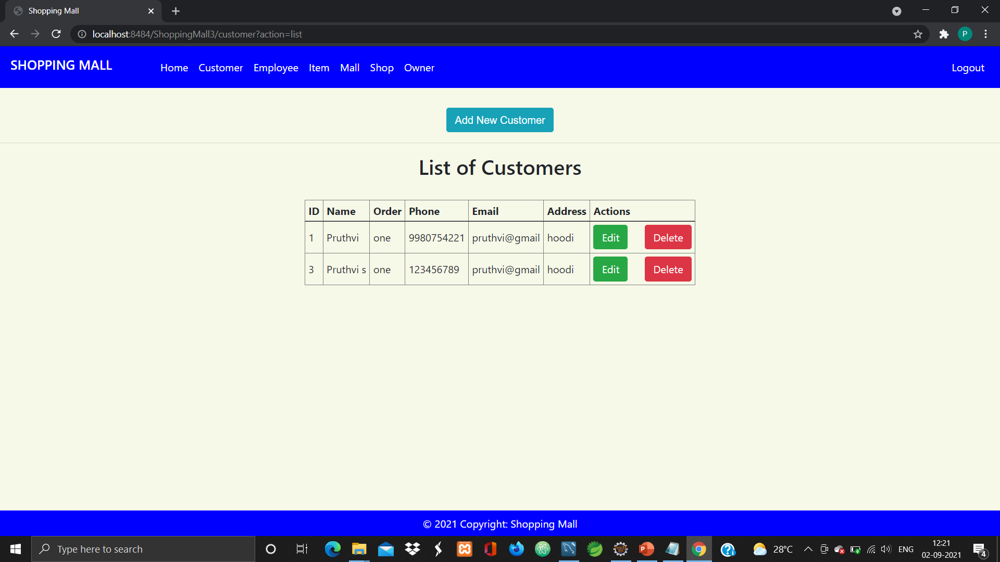 Shopping Mall
localhost:8484/ShoppingMall3/customer?action=list
P
SHOPPING MALL Home Customer Employee Item Mall Shop Owner Logout
Add New Customer
List of Customers
ID Name Order Phone Email Address Actions
1 Pruthvi one 9980754221 pruthvi@gmail hoodi Edit Delete
3 Pruthvi s one 123456789 pruthvi@gmail hoodi Edit Delete
© 2021 Copyright: Shopping Mall
Type here to search
28°C
ENG
12:21
02-09-2021
4